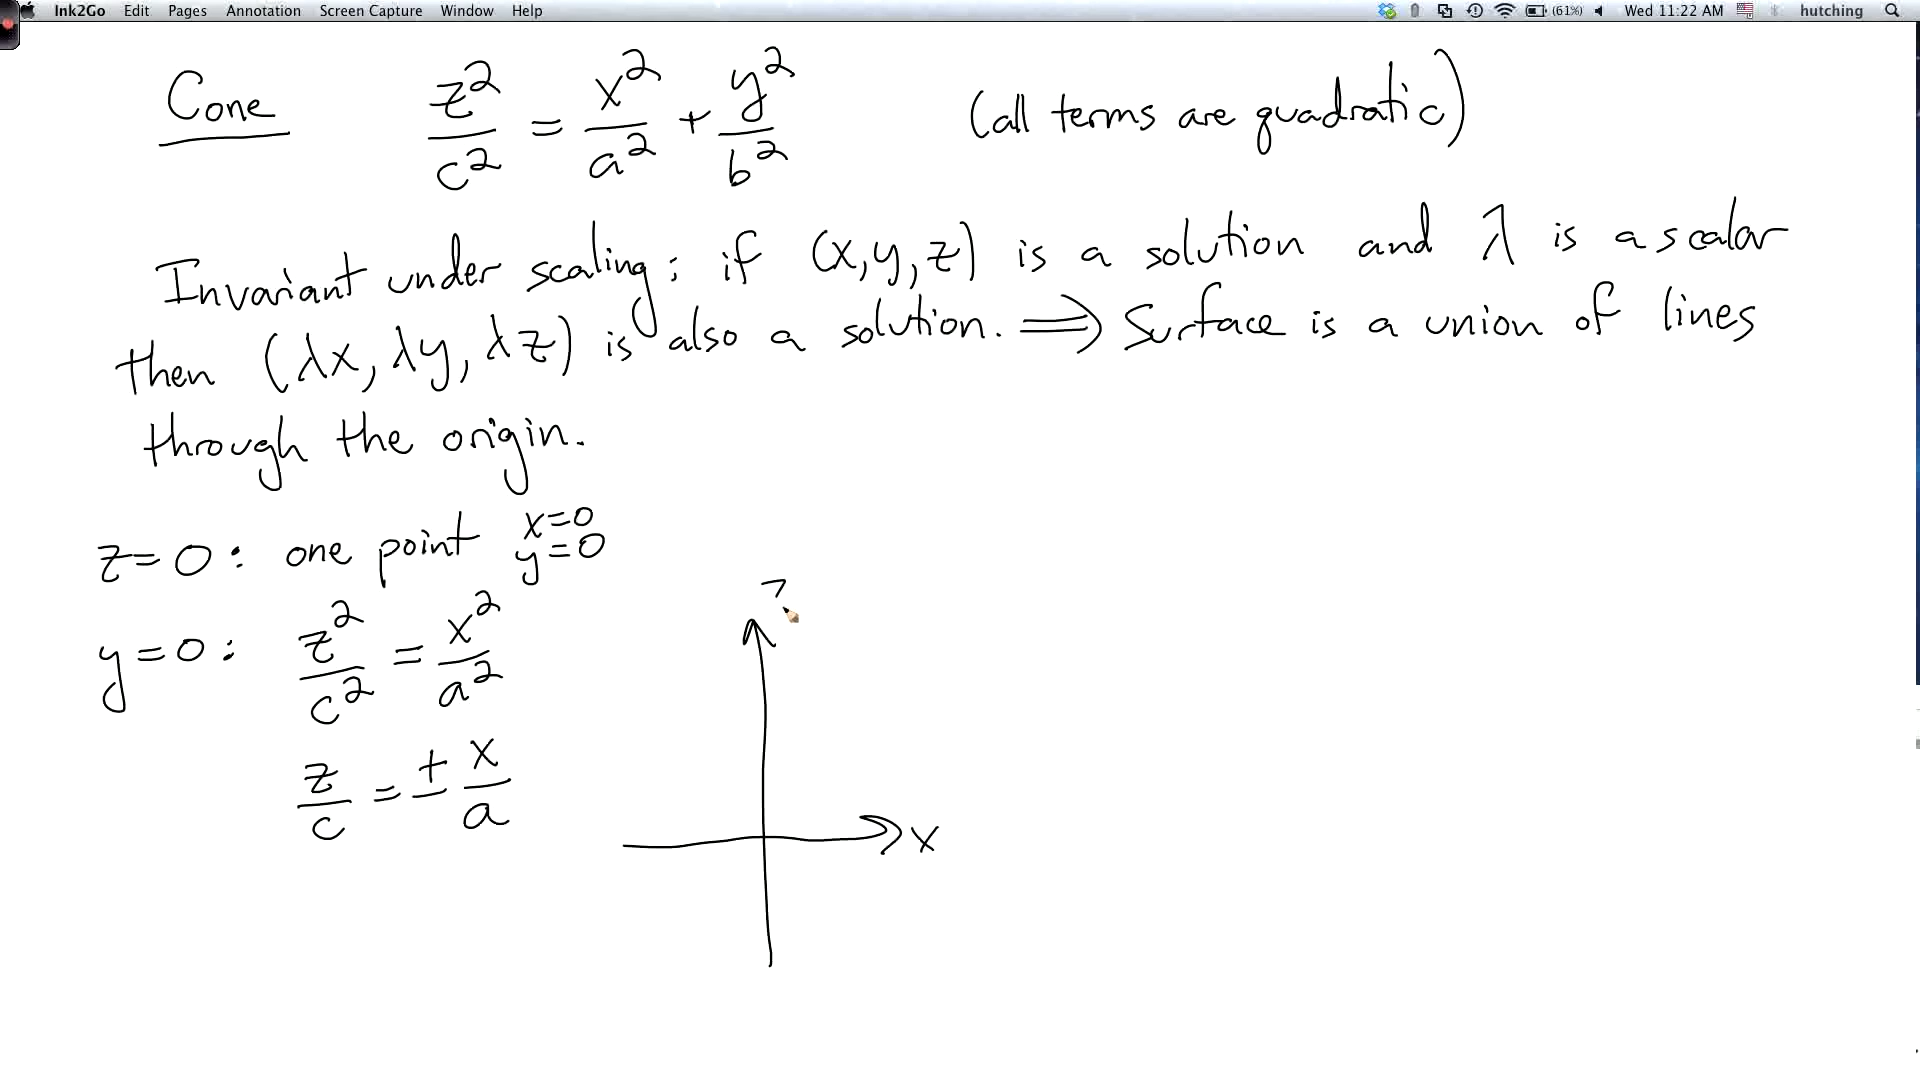 Ink2Go Edit Pages Annotation Screen Capture Window Help (61%) Wed 11:22 AM hutching
Cone z²/c² = x²/a² + y²/b² (all terms are quadratic)
Invariant under scaling: if (x,y,z) is a solution and λ is a scalar
then (λx, λy, λz) is also a solution. ⟹ Surface is a union of lines
through the origin.
z=0: one point x=0
y=0
y=0: z²/c² = x²/a²
z/c = ± x/a
x